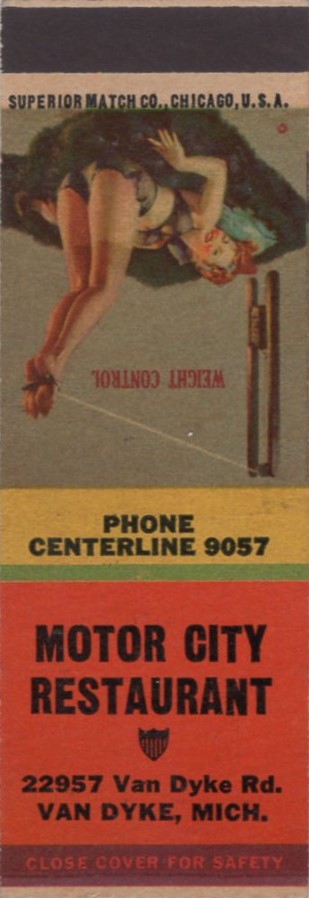 SUPERIOR MATCH CO., CHICAGO, U.S.A.
WEIGHT CONTROL
PHONE
CENTERLINE 9057
MOTOR CITY
RESTAURANT
22957 Van Dyke Rd.
VAN DYKE, MICH.
CLOSE COVER FOR SAFETY